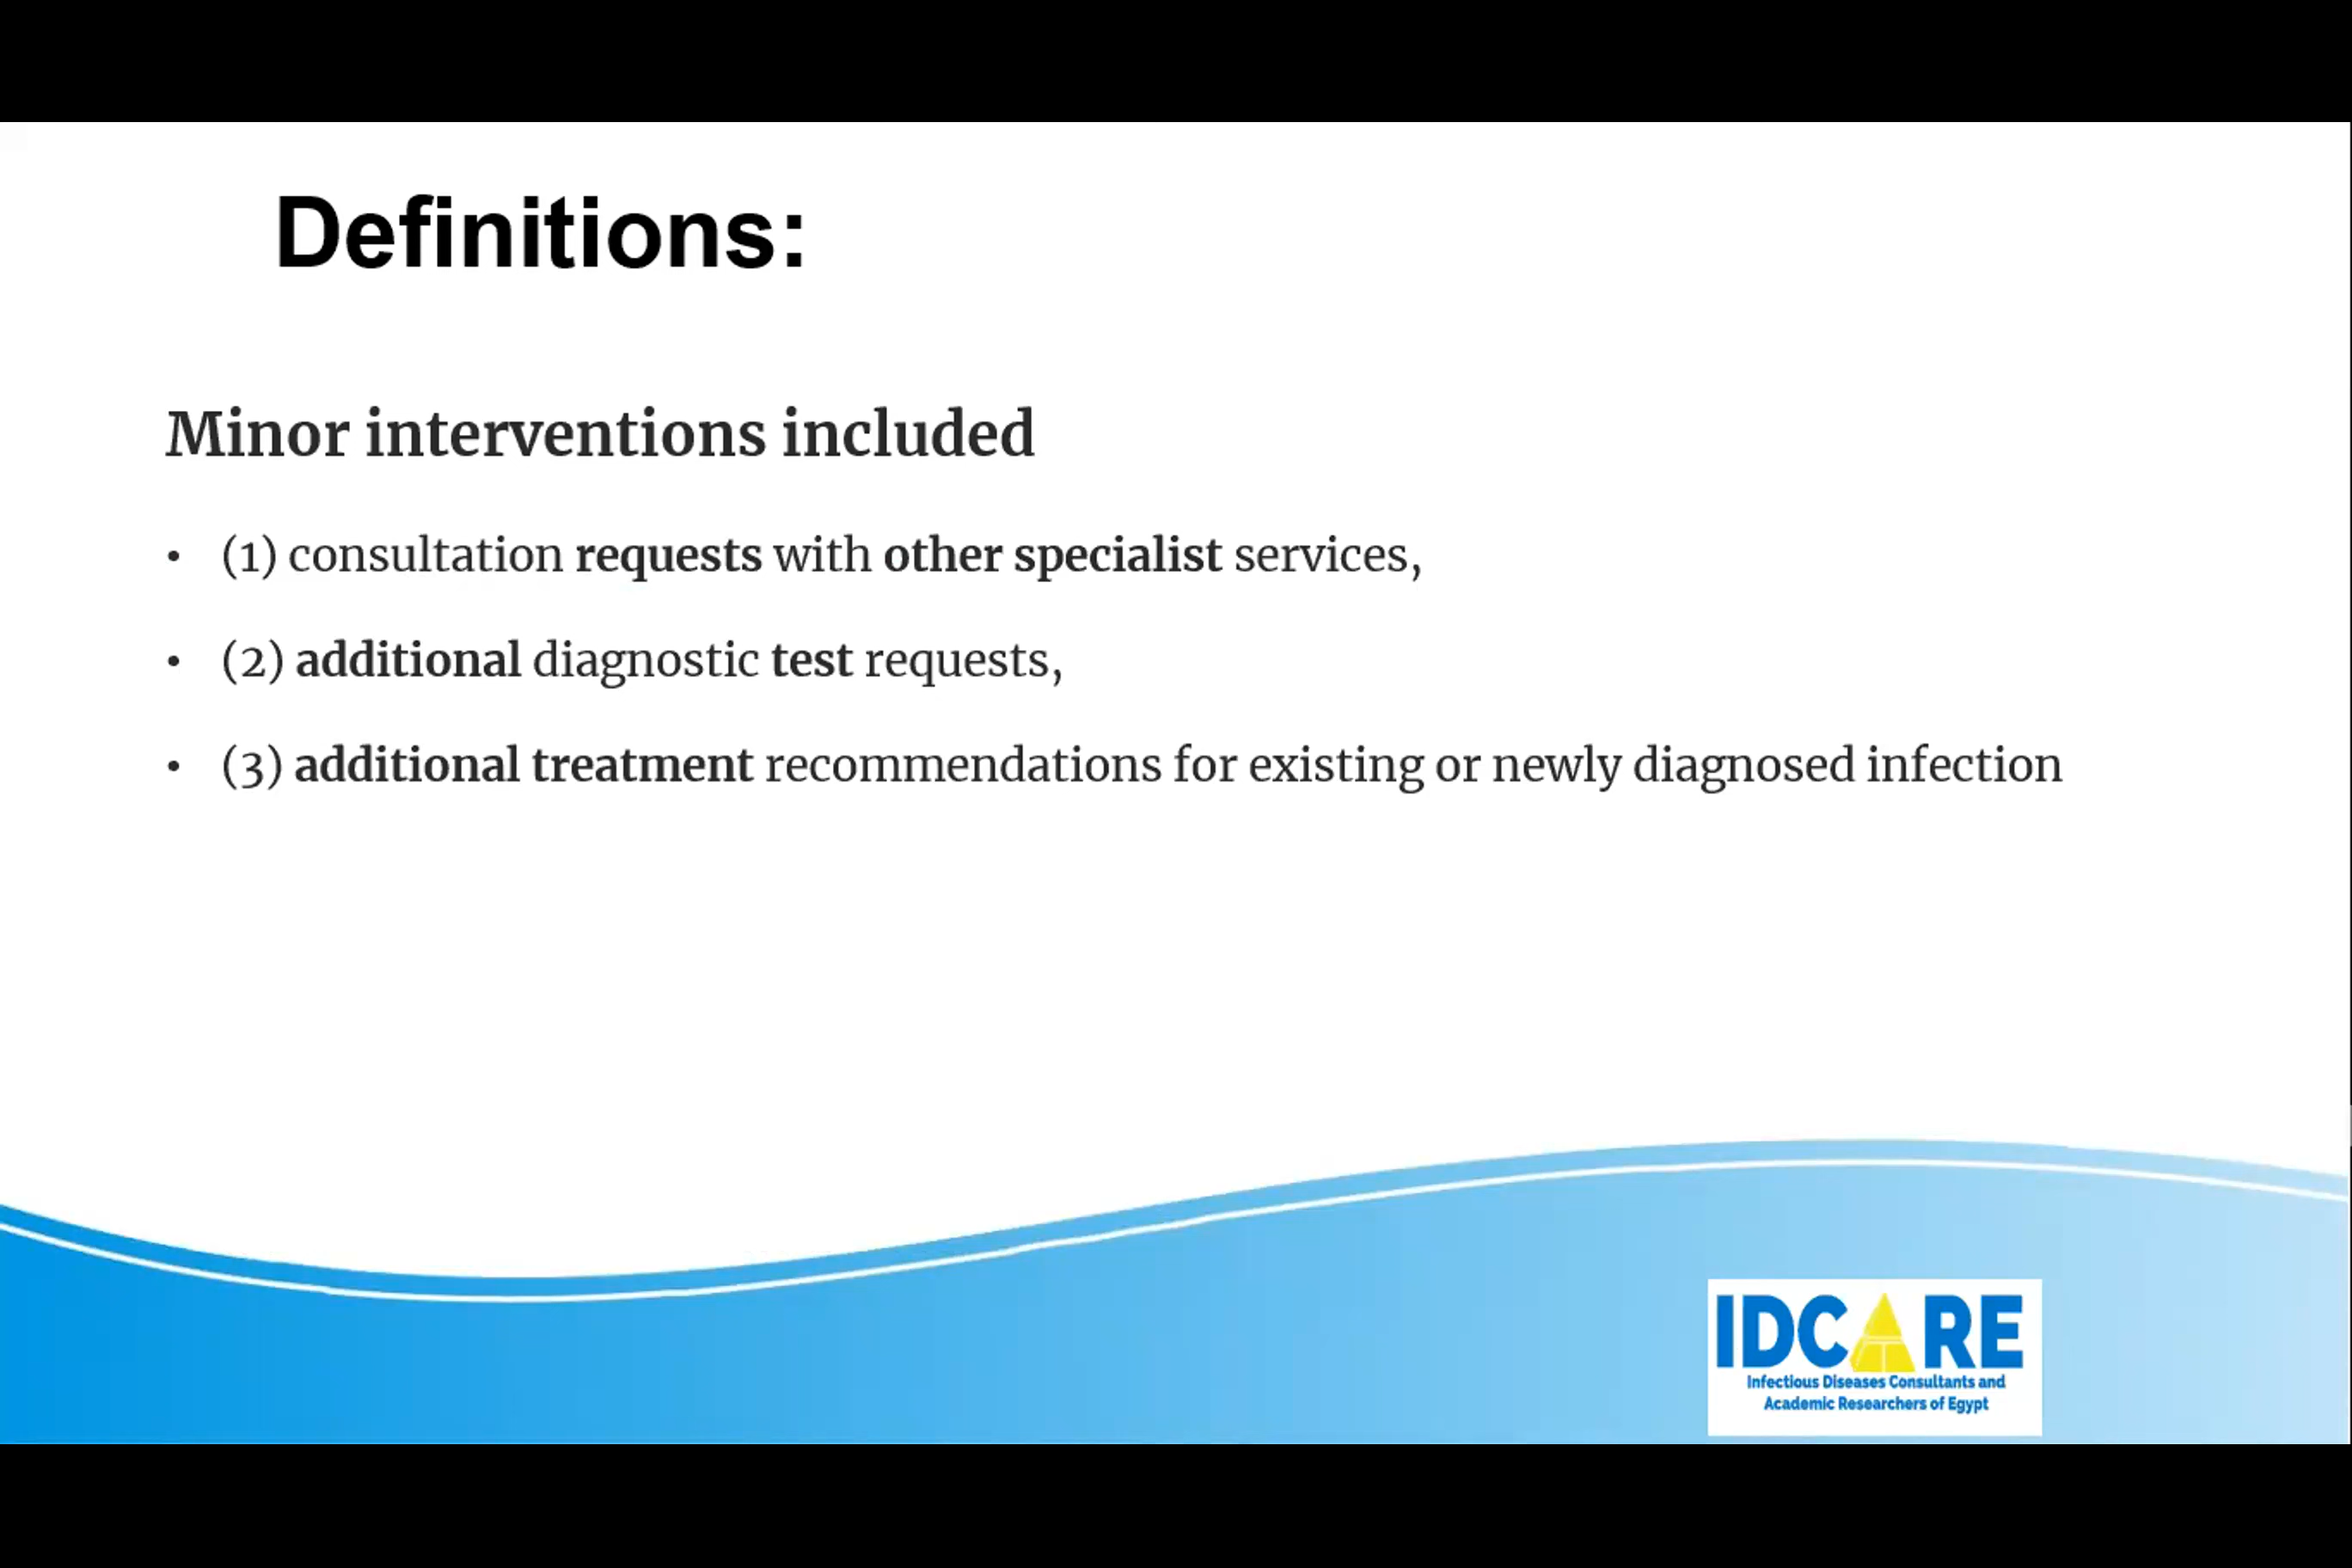 Definitions:
Minor interventions included
• (1) consultation requests with other specialist services,
• (2) additional diagnostic test requests,
• (3) additional treatment recommendations for existing or newly diagnosed infection
IDCARE
Infectious Diseases Consultants and
Academic Researchers of Egypt